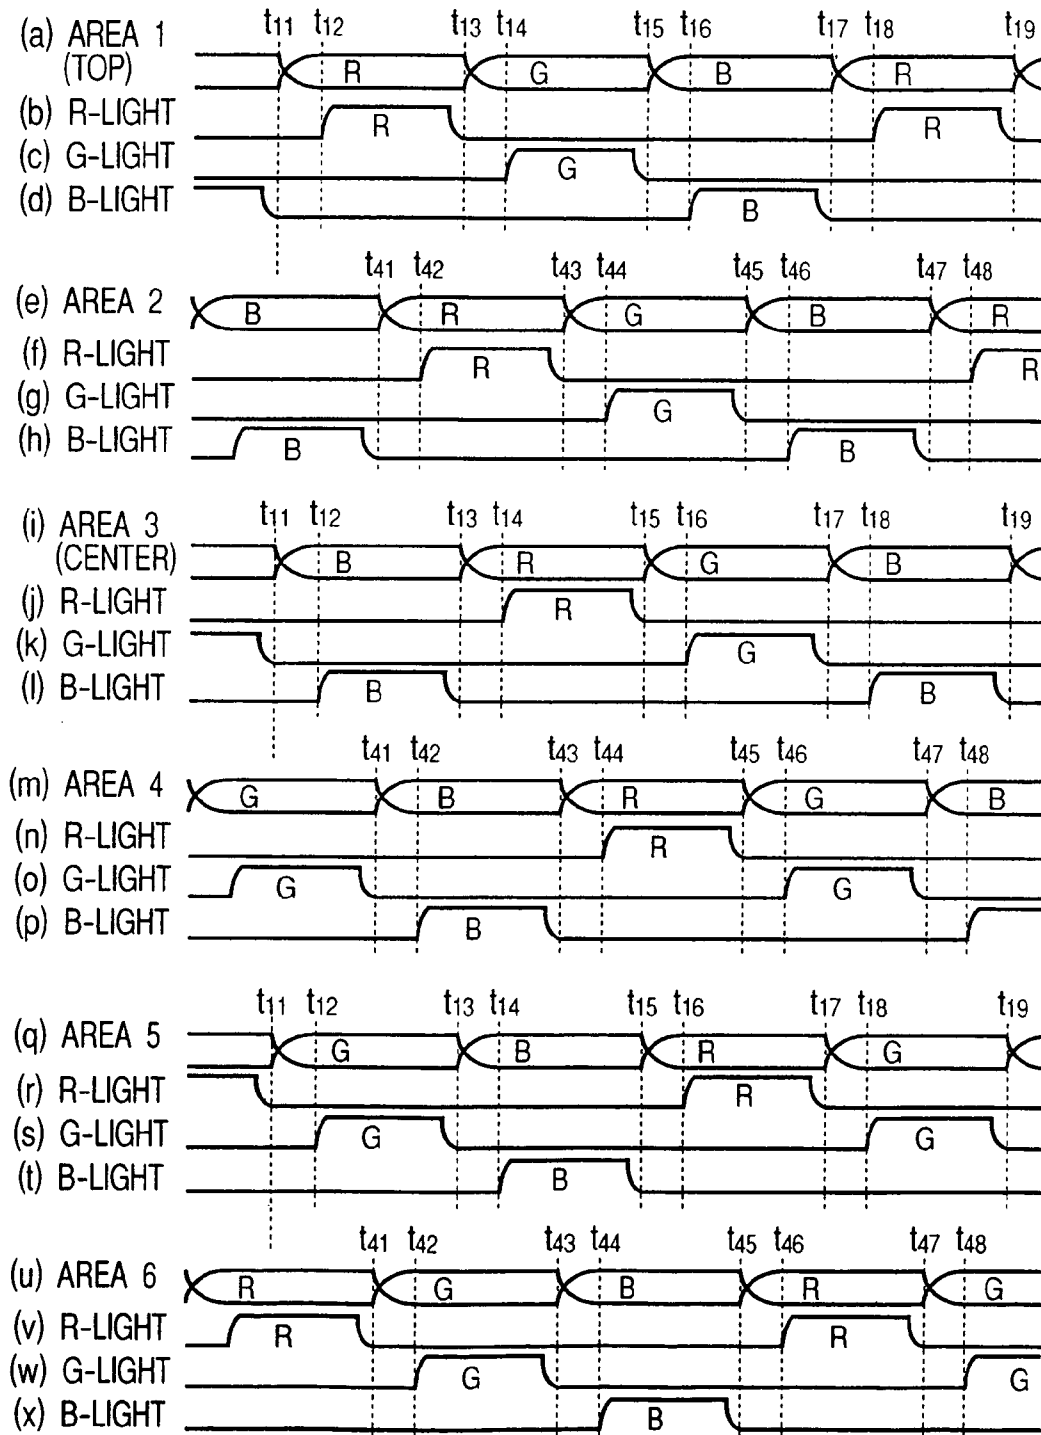 t11 t12 t13 t14 t15 t16 t17 t18 t19
(a) AREA 1
(TOP)
R G B R
(b) R-LIGHT R R
(c) G-LIGHT G
(d) B-LIGHT B
t41 t42 t43 t44 t45 t46 t47 t48
(e) AREA 2 B R G B R
(f) R-LIGHT R R
(g) G-LIGHT G
(h) B-LIGHT B B
t11 t12 t13 t14 t15 t16 t17 t18 t19
(i) AREA 3
(CENTER) B R G B
(j) R-LIGHT R
(k) G-LIGHT G
(l) B-LIGHT B B
t41 t42 t43 t44 t45 t46 t47 t48
(m) AREA 4 G B R G B
(n) R-LIGHT R
(o) G-LIGHT G G
(p) B-LIGHT B
t11 t12 t13 t14 t15 t16 t17 t18 t19
(q) AREA 5 G B R G
(r) R-LIGHT R
(s) G-LIGHT G G
(t) B-LIGHT B
t41 t42 t43 t44 t45 t46 t47 t48
(u) AREA 6 R G B R G
(v) R-LIGHT R R
(w) G-LIGHT G G
(x) B-LIGHT B